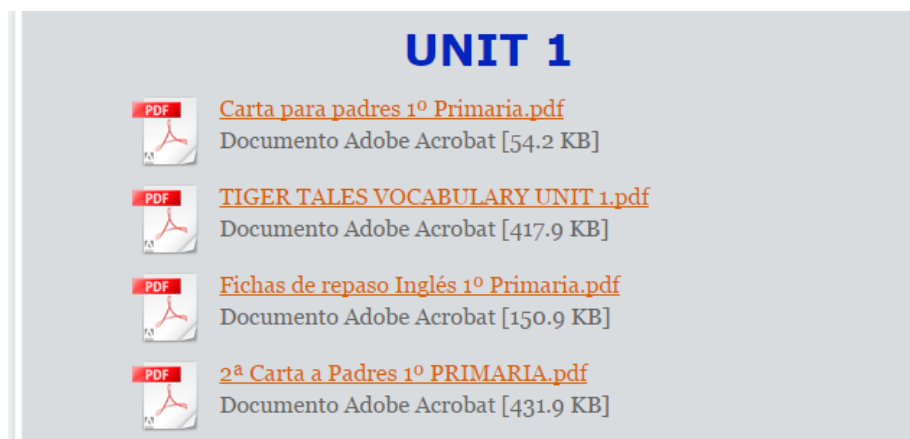 UNIT 1
PDF
Carta para padres 1º Primaria.pdf
Documento Adobe Acrobat [54.2 KB]
PDF
TIGER TALES VOCABULARY UNIT 1.pdf
Documento Adobe Acrobat [417.9 KB]
PDF
Fichas de repaso Inglés 1º Primaria.pdf
Documento Adobe Acrobat [150.9 KB]
PDF
2ª Carta a Padres 1º PRIMARIA.pdf
Documento Adobe Acrobat [431.9 KB]